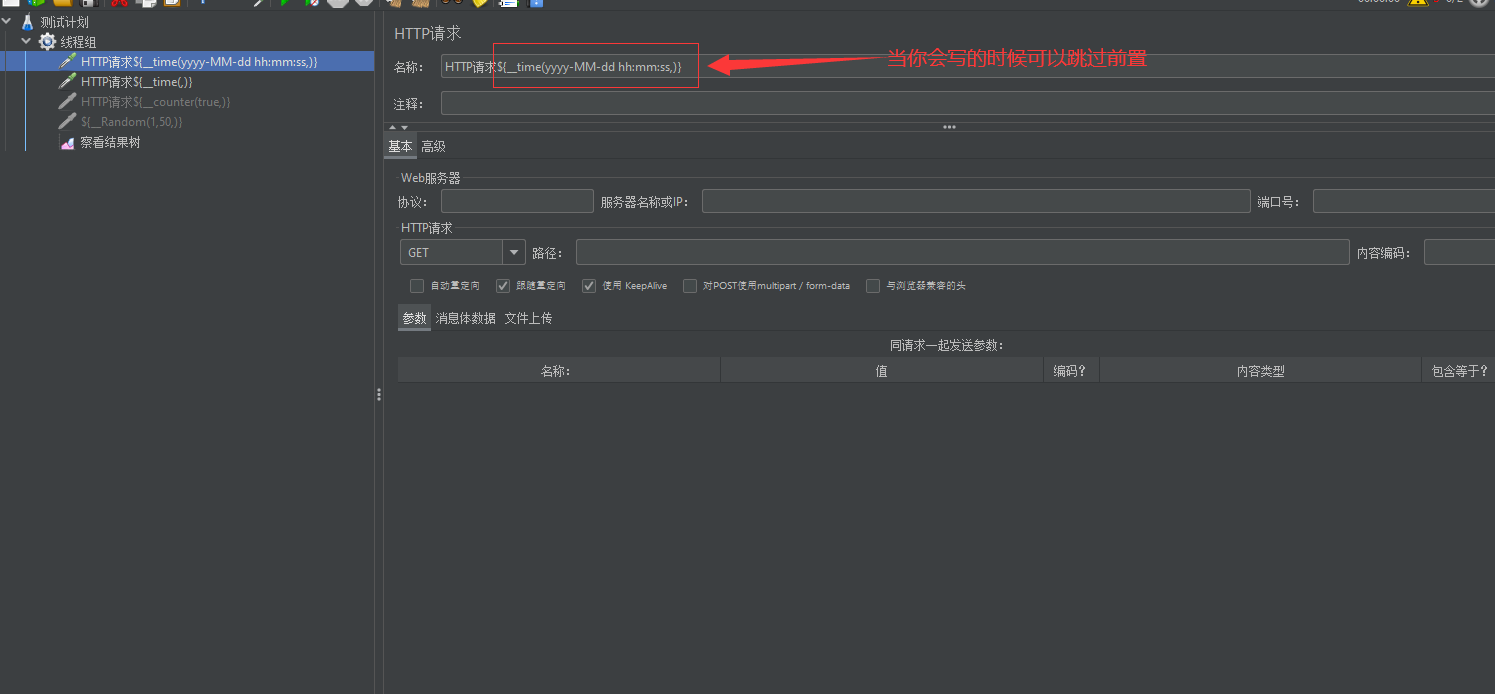 测试计划
线程组
HTTP请求${__time(yyyy-MM-dd hh:mm:ss,)}
HTTP请求${__time(,)}
HTTP请求${__counter(true,)}
${__Random(1,50,)}
察看结果树
HTTP请求
名称： HTTP请求${__time(yyyy-MM-dd hh:mm:ss,)}
当你会写的时候可以跳过前置
注释：
基本 高级
Web服务器
协议： 服务器名称或IP： 端口号：
HTTP请求
GET 路径： 内容编码：
自动重定向 跟随重定向 使用 KeepAlive 对POST使用multipart / form-data 与浏览器兼容的头
参数 消息体数据 文件上传
同请求一起发送参数：
名称： 值 编码？ 内容类型 包含等于？